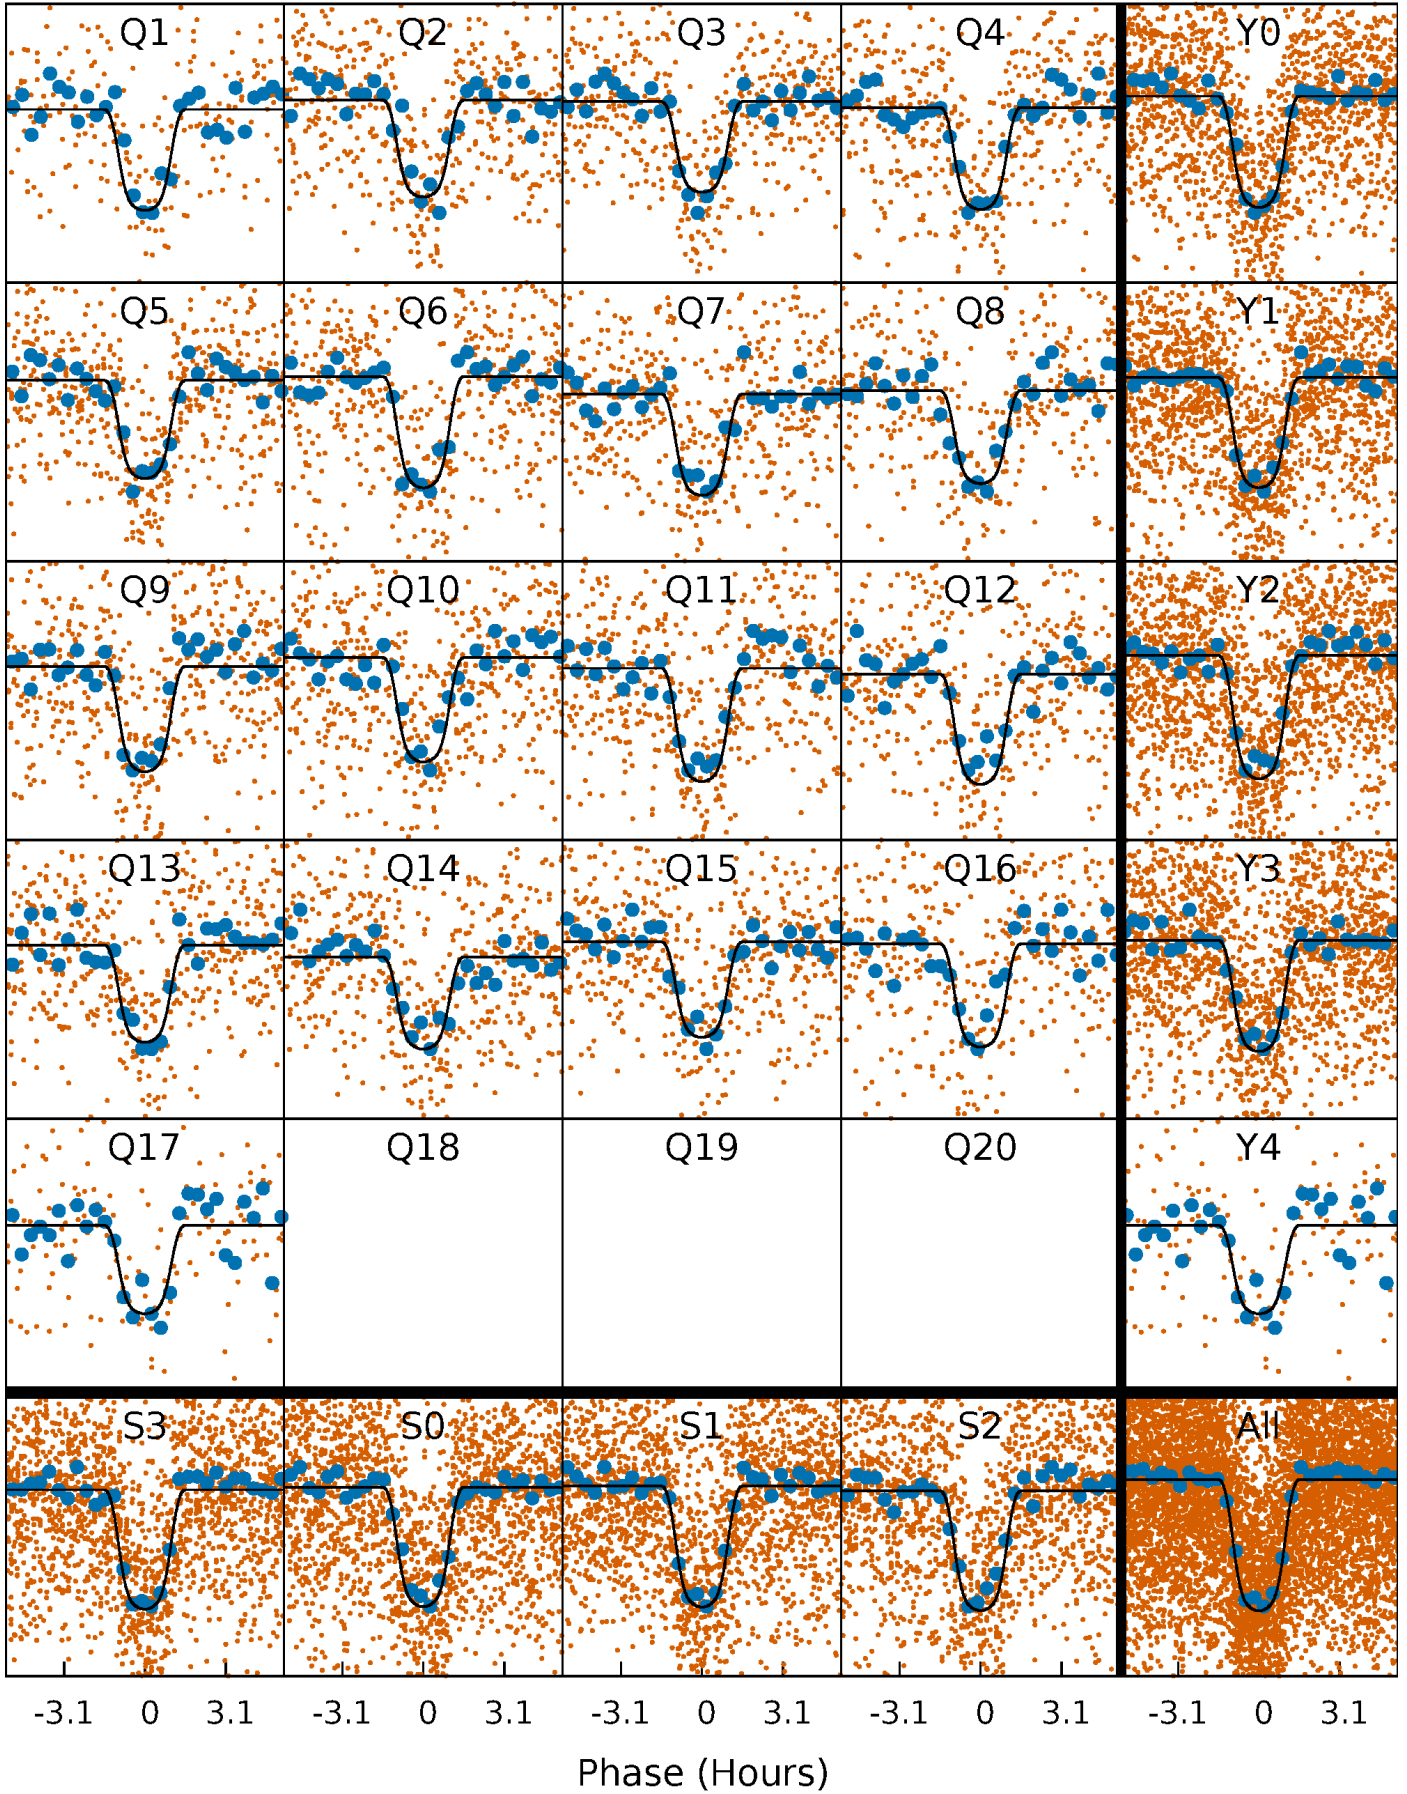 Q1 Q2 Q3 Q4 Y0
Q5 Q6 Q7 Q8 Y1
Q9 Q10 Q11 Q12 Y2
Q13 Q14 Q15 Q16 Y3
Q17 Q18 Q19 Q20 Y4
S3 S0 S1 S2 All
-3.1 0 3.1 -3.1 0 3.1 -3.1 0 3.1 -3.1 0 3.1 -3.1 0 3.1
Phase (Hours)